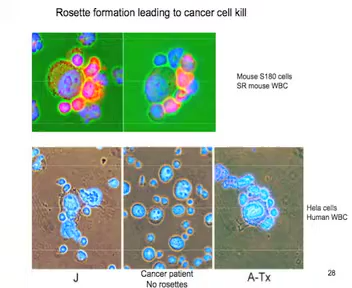 Rosette formation leading to cancer cell kill
Mouse S180 cells
SR mouse WBC
Hela cells
Human WBC
J
Cancer patient
No rosettes
A-Tx
28